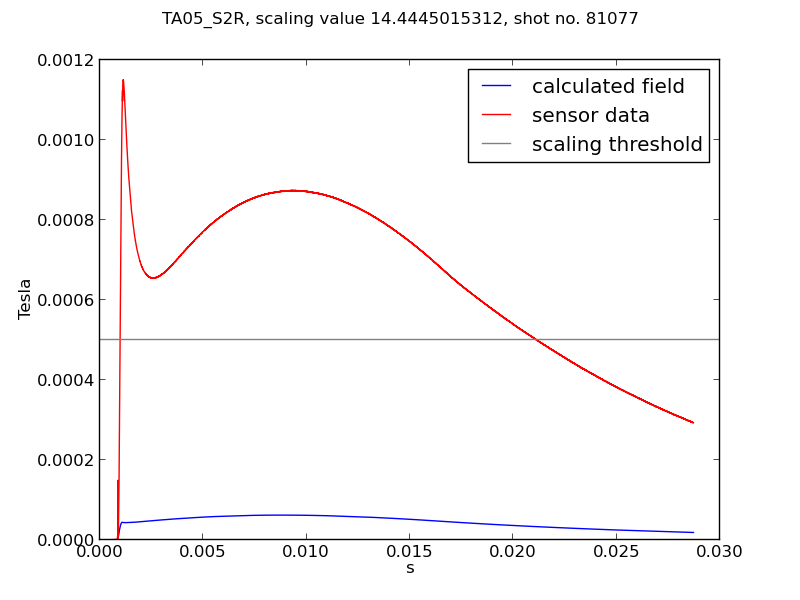 TA05_S2R, scaling value 14.4445015312, shot no. 81077
0.0012
0.0010
0.0008
0.0006
0.0004
0.0002
0.0000
Tesla
calculated field
sensor data
scaling threshold
0.000 0.005 0.010 0.015 0.020 0.025 0.030
s